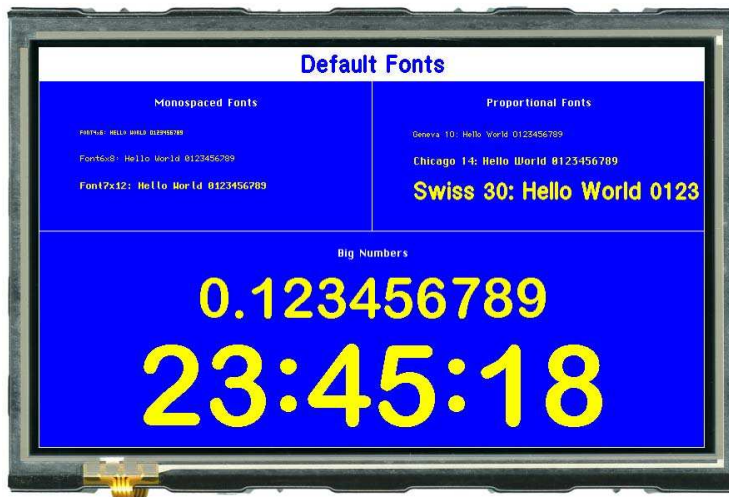 Default Fonts
Monospaced Fonts
Font4x6: HELLO WORLD 0123456789
Font6x8: Hello World 0123456789
Font7x12: Hello World 0123456789
Proportional Fonts
Geneva 10: Hello World 0123456789
Chicago 14: Hello World 0123456789
Swiss 30: Hello World 0123
Big Numbers
0.123456789
23:45:18